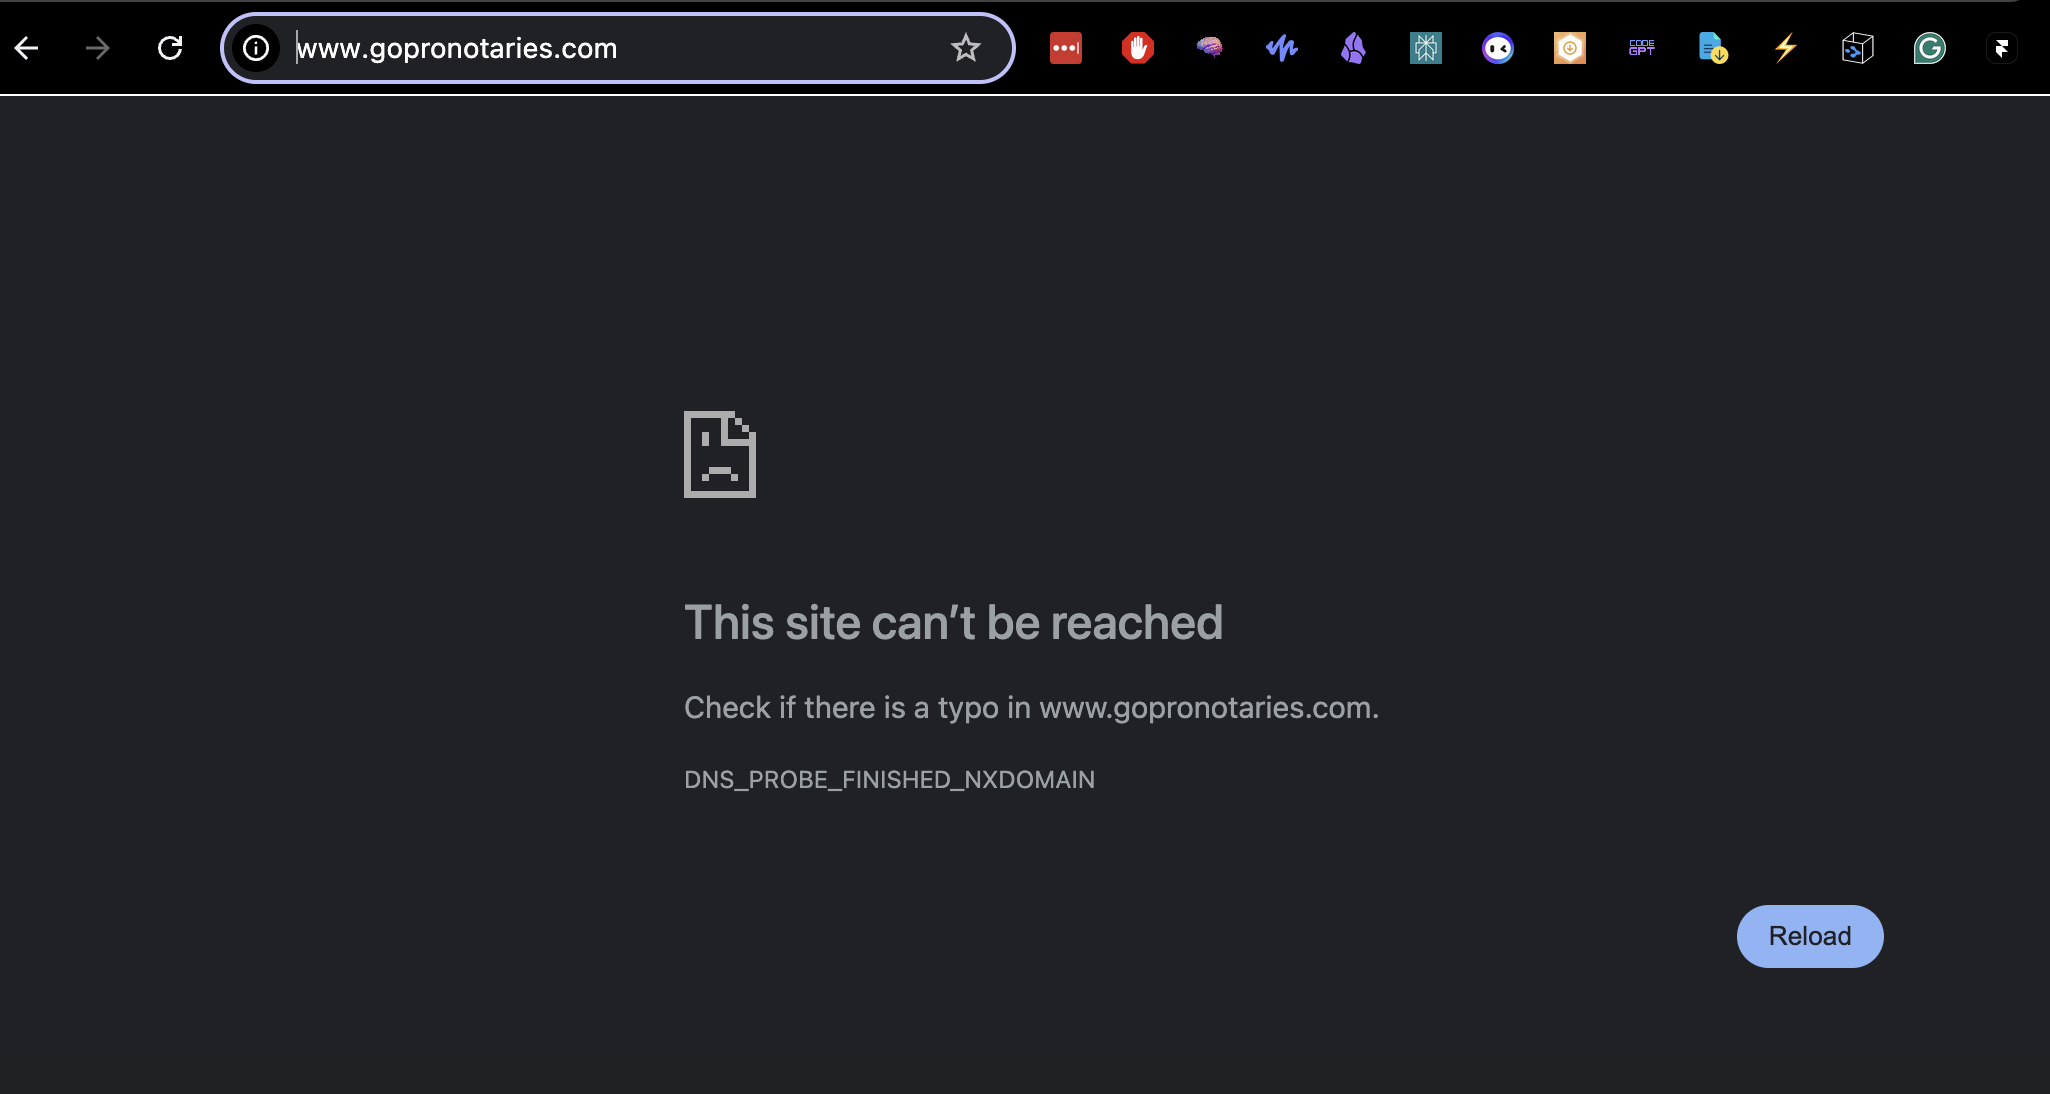 www.gopronotaries.com
CODE
GPT
This site can’t be reached
Check if there is a typo in www.gopronotaries.com.
DNS_PROBE_FINISHED_NXDOMAIN
Reload